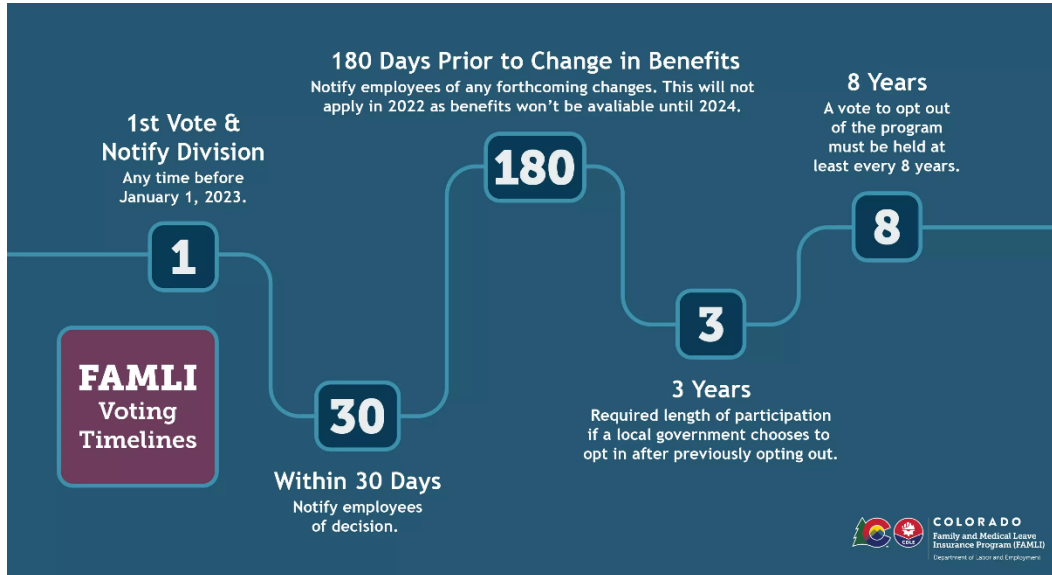 180 Days Prior to Change in Benefits
Notify employees of any forthcoming changes. This will not
apply in 2022 as benefits won't be avaliable until 2024.
8 Years
A vote to opt out
of the program
must be held at
least every 8 years.
1st Vote &
Notify Division
Any time before
January 1, 2023.
180
8
1
3
FAMLI
Voting
Timelines
30
3 Years
Required length of participation
if a local government chooses to
opt in after previously opting out.
Within 30 Days
Notify employees
of decision.
CDLE
COLORADO
Family and Medical Leave
Insurance Program (FAMLI)
Department of Labor and Employment